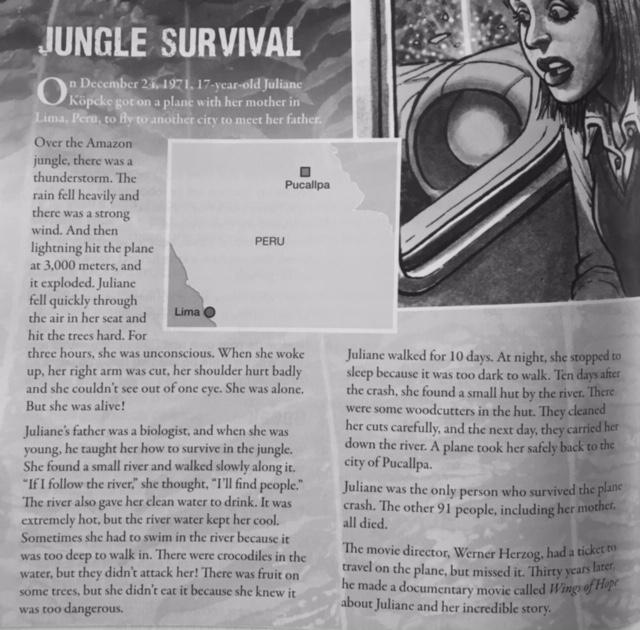 JUNGLE SURVIVAL
On December 24, 1971, 17-year-old Juliane
Köpcke got on a plane with her mother in
Lima, Peru, to fly to another city to meet her father.
Over the Amazon
jungle, there was a
thunderstorm. The
rain fell heavily and
there was a strong
wind. And then
lightning hit the plane
at 3,000 meters, and
it exploded. Juliane
fell quickly through
the air in her seat and
hit the trees hard. For
three hours, she was unconscious. When she woke
up, her right arm was cut, her shoulder hurt badly
and she couldn't see out of one eye. She was alone.
But she was alive!
Juliane's father was a biologist, and when she was
young, he taught her how to survive in the jungle.
She found a small river and walked slowly along it.
"If I follow the river," she thought, "I'll find people."
The river also gave her clean water to drink. It was
extremely hot, but the river water kept her cool.
Sometimes she had to swim in the river because it
was too deep to walk in. There were crocodiles in the
water, but they didn't attack her! There was fruit on
some trees, but she didn't eat it because she knew it
was too dangerous.
Pucallpa
PERU
Lima
Juliane walked for 10 days. At night, she stopped to
sleep because it was too dark to walk. Ten days after
the crash, she found a small hut by the river. There
were some woodcutters in the hut. They cleaned
her cuts carefully, and the next day, they carried her
down the river. A plane took her safely back to the
city of Pucallpa.
Juliane was the only person who survived the plane
crash. The other 91 people, including her mother,
all died.
The movie director, Werner Herzog, had a ticket to
travel on the plane, but missed it. Thirty years later,
he made a documentary movie called Wings of Hope
about Juliane and her incredible story.